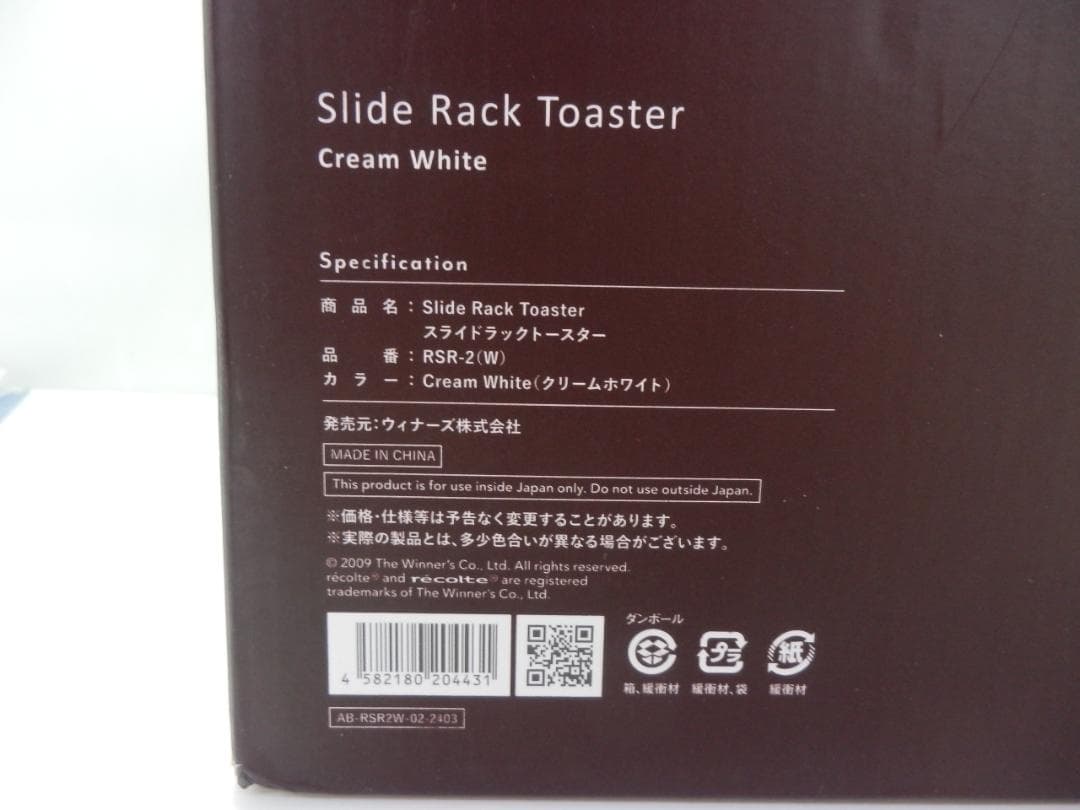 Slide Rack Toaster
Cream White
Specification
商品名：Slide Rack Toaster
スライドラックトースター
品番：RSR-2(W)
カラー：Cream White(クリームホワイト)
発売元：ウィナーズ株式会社
MADE IN CHINA
This product is for use inside Japan only. Do not use outside Japan.
※価格・仕様等は予告なく変更することがあります。
※実際の製品とは、多少色合いが異なる場合がございます。
© 2009 The Winner's Co., Ltd. All rights reserved.
récolte® and récolte® are registered
trademarks of The Winner's Co., Ltd.
4 582180 204431
ダンボール
プラ
紙
箱、緩衝材 緩衝材、袋 緩衝材
AB-RSR2W-02-2403